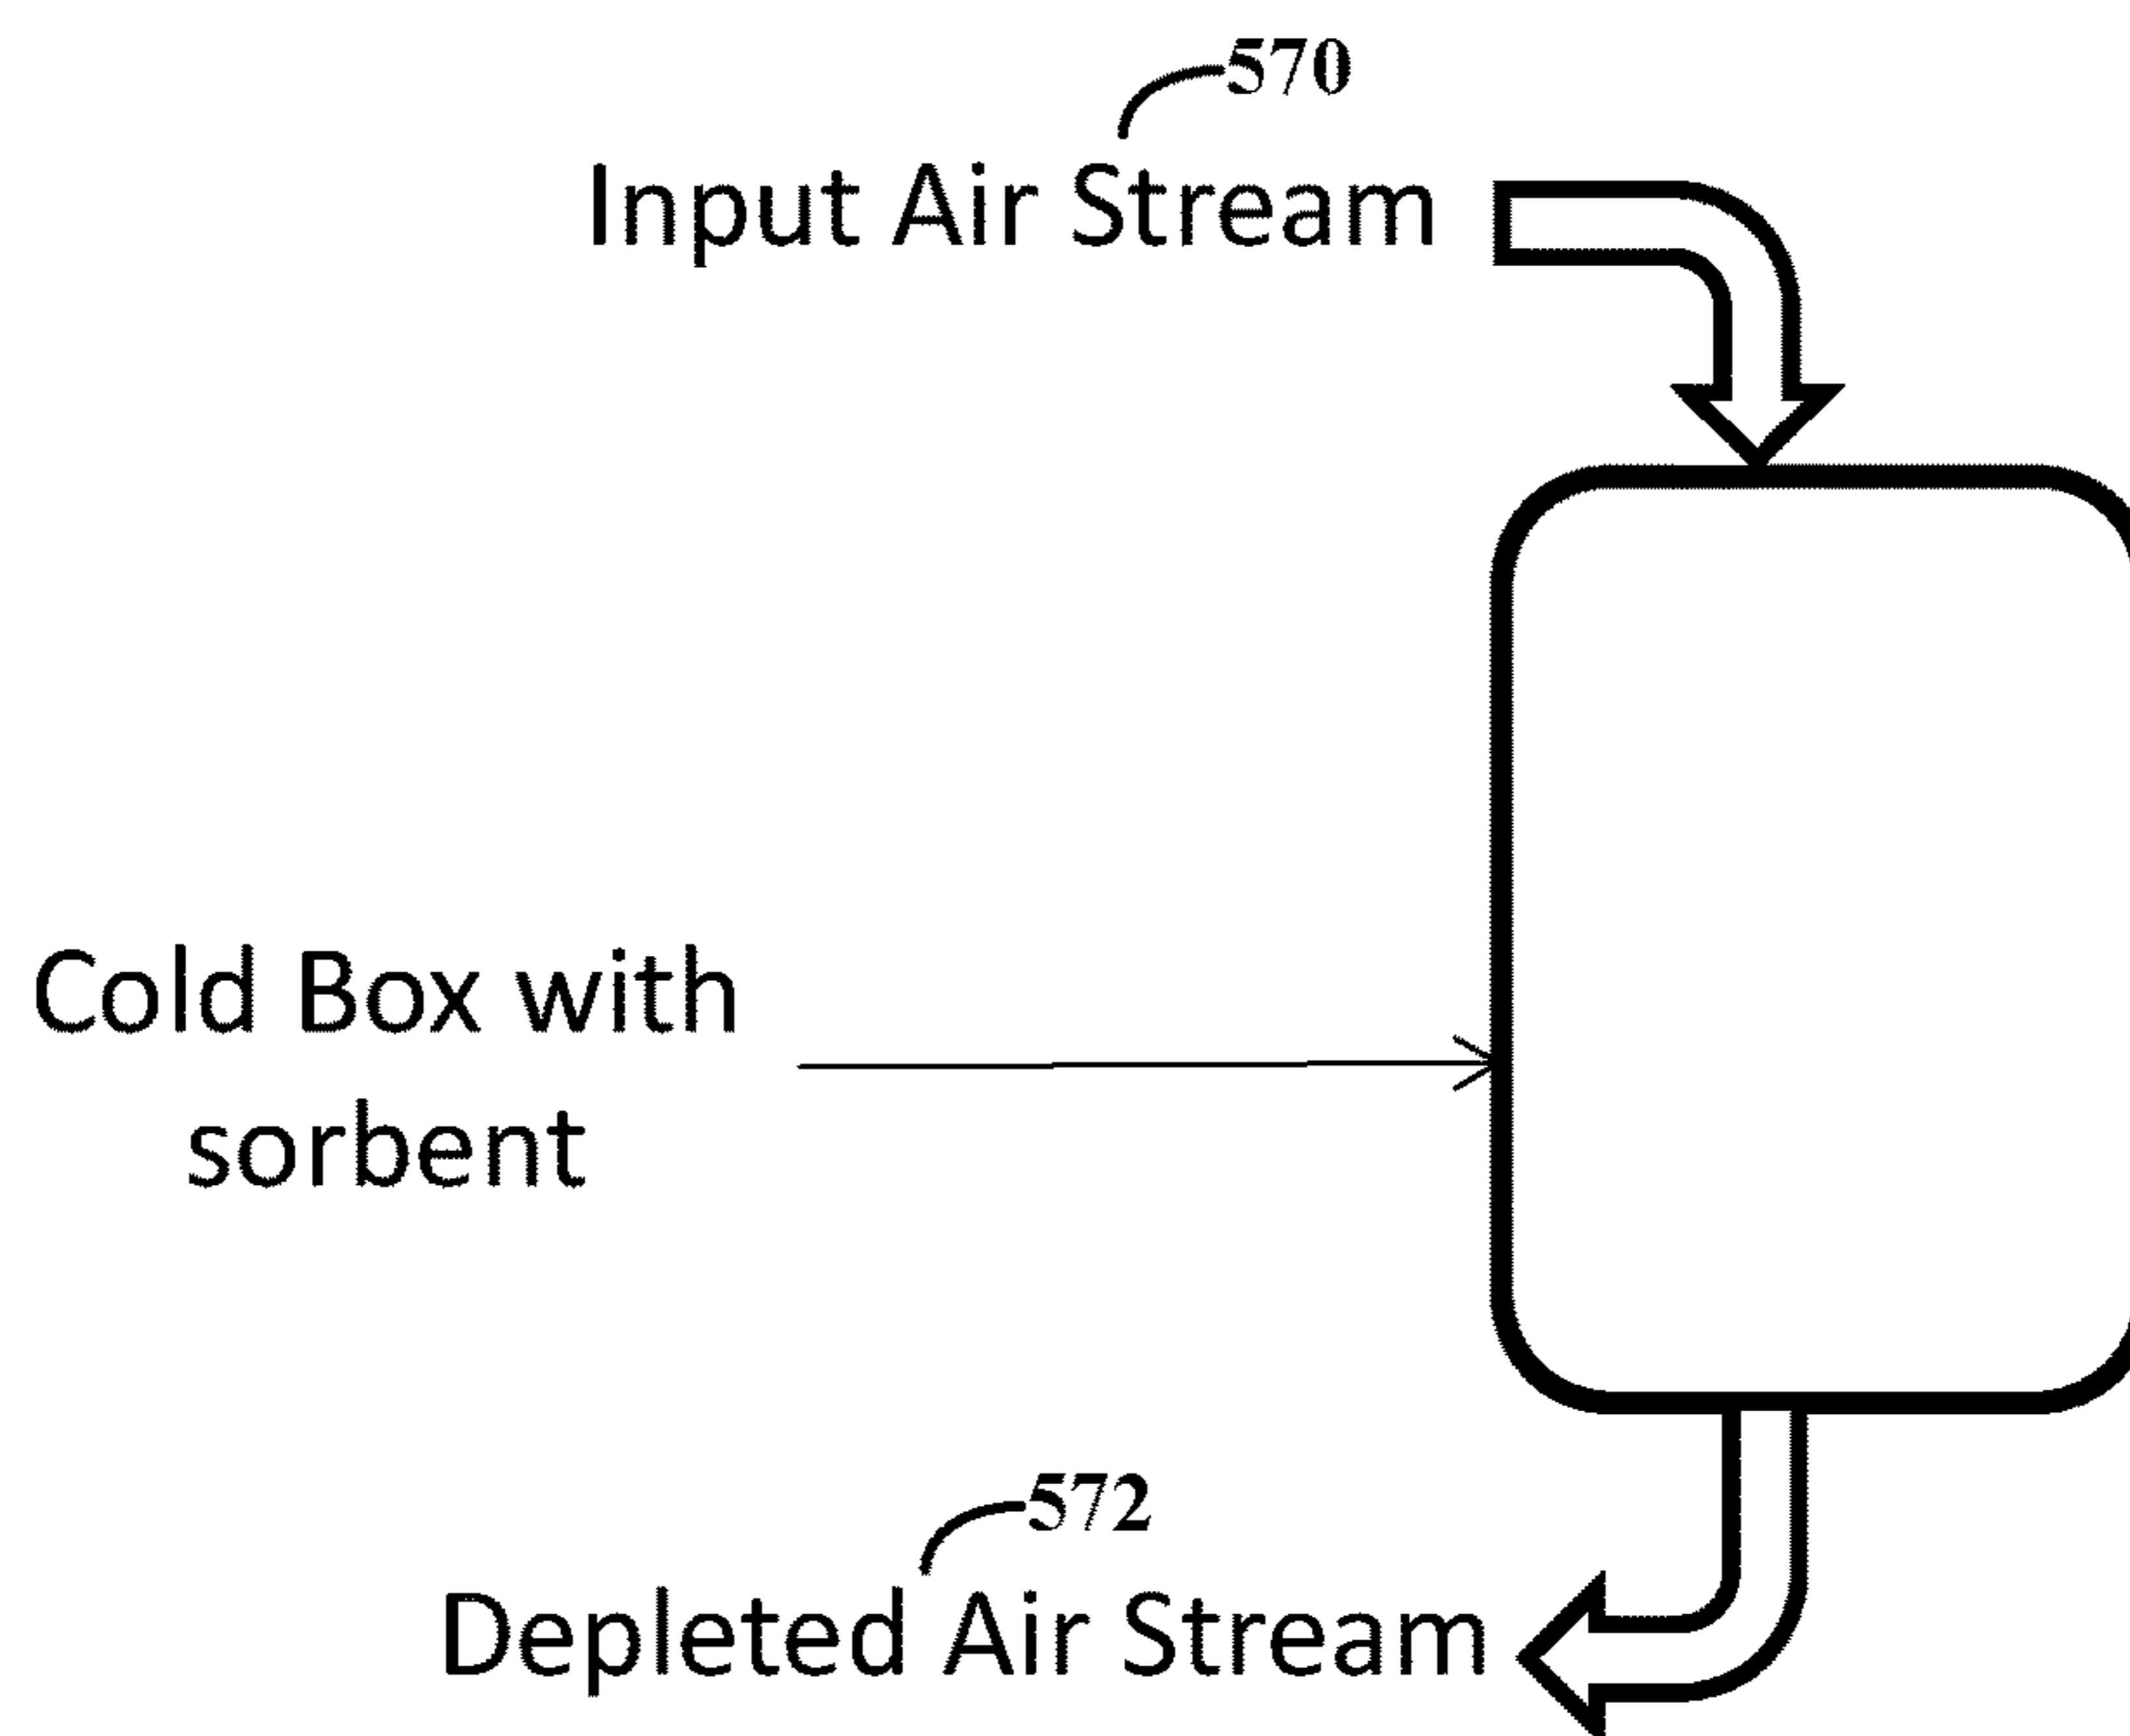 570
Input Air Stream
Cold Box with
sorbent
572
Depleted Air Stream